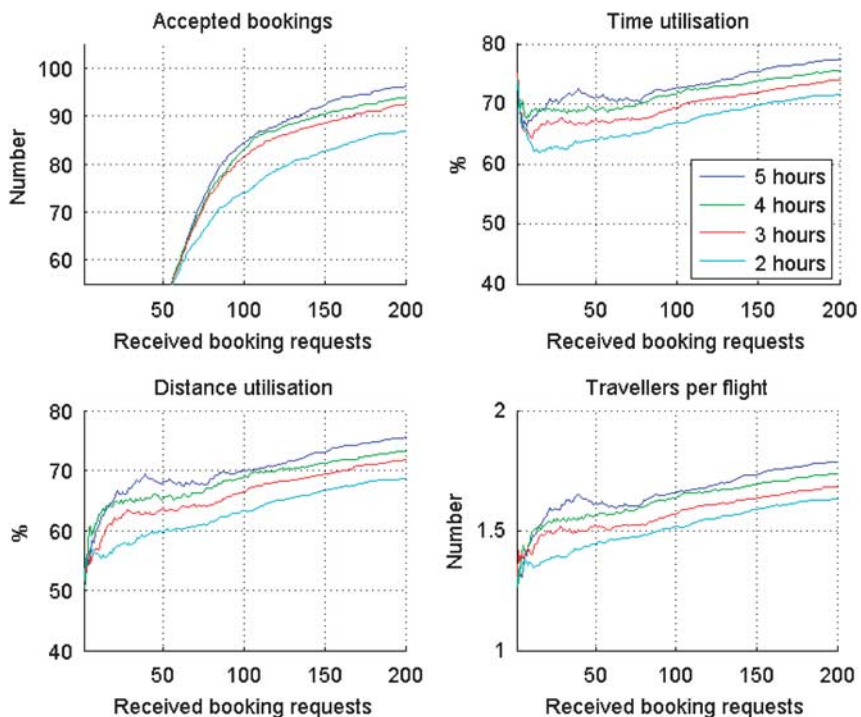 Accepted bookings
Number
100
90
80
70
60
50
100
150
200
Received booking requests
Time utilisation
%
80
70
60
50
40
5 hours
4 hours
3 hours
2 hours
50
100
150
200
Received booking requests
Distance utilisation
%
80
70
60
50
40
50
100
150
200
Received booking requests
Travellers per flight
Number
2
1.5
1
50
100
150
200
Received booking requests